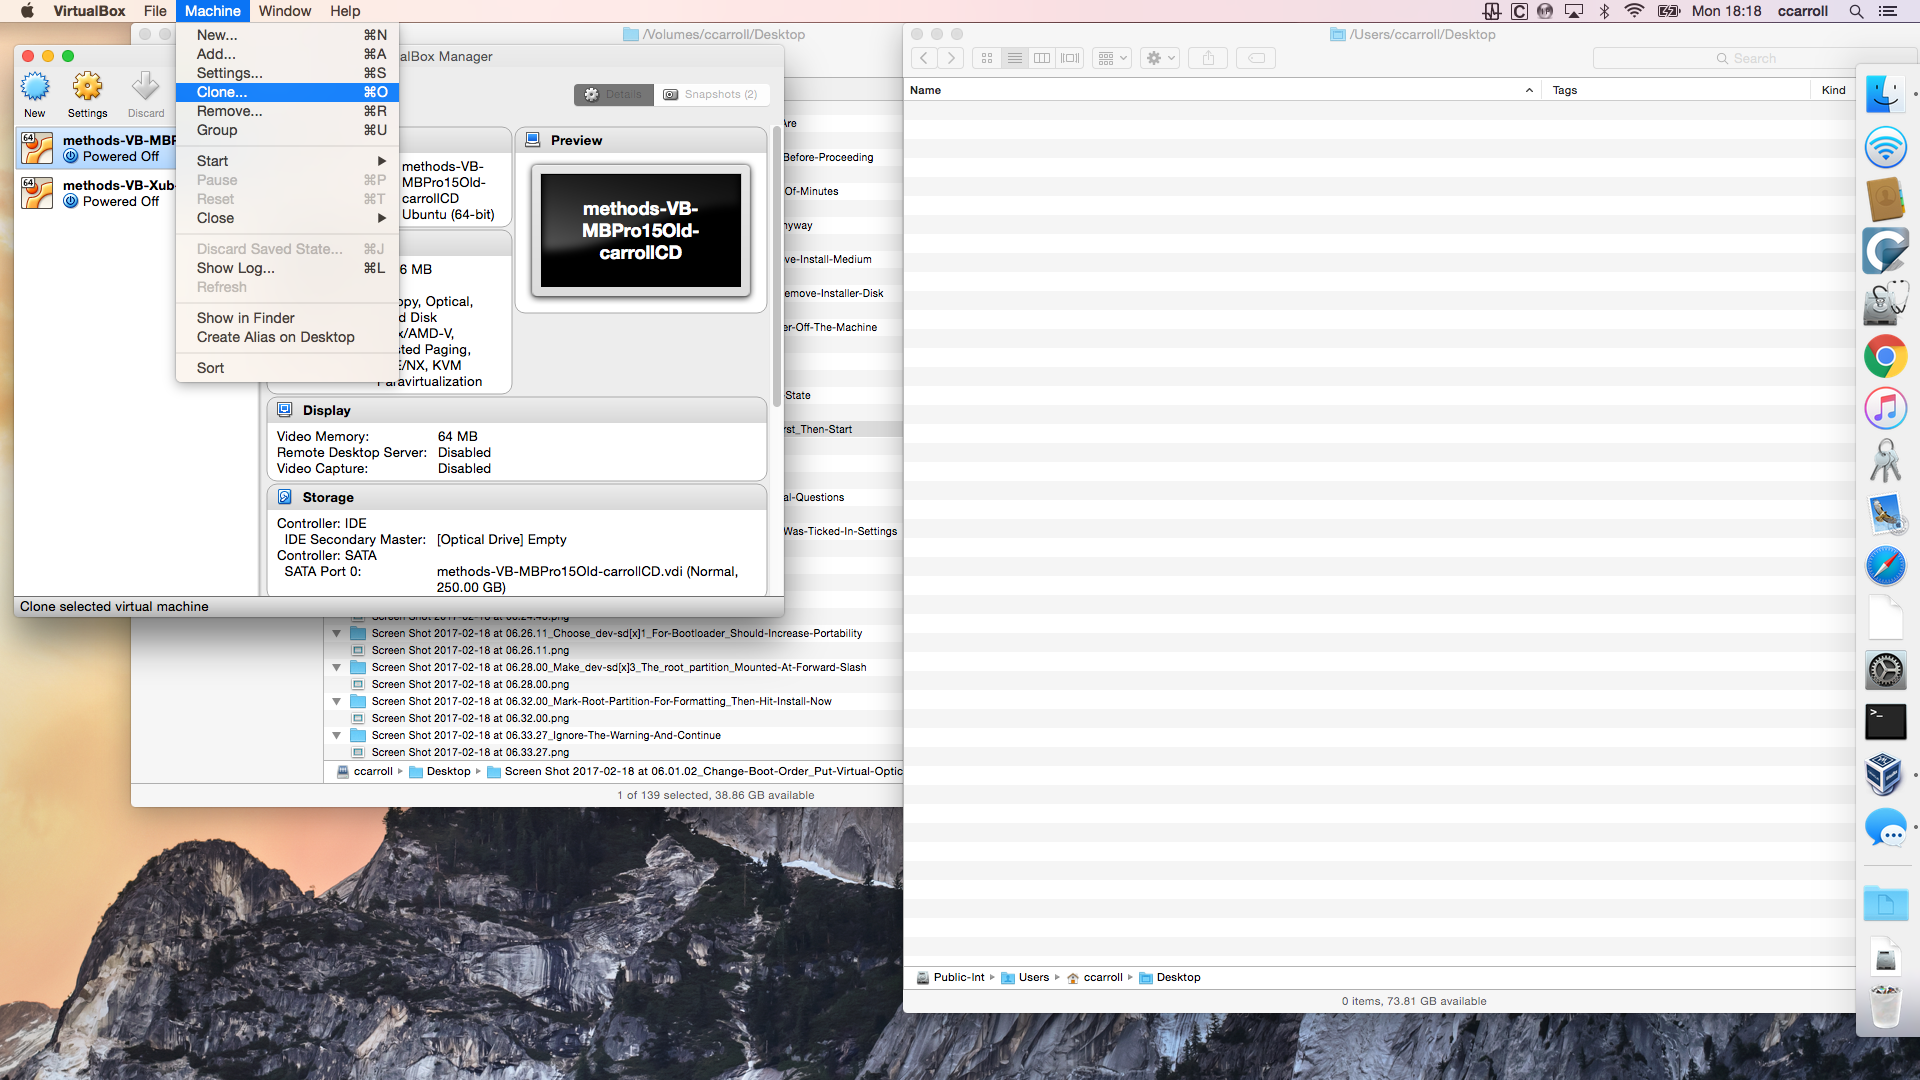 VirtualBox File Machine Window Help
Mon 18:18 ccarroll
New... ⌘N
Add... ⌘A
Settings... ⌘S
Clone... ⌘O
Remove... ⌘R
Group ⌘U
Start
Pause ⌘P
Reset ⌘T
Close
Discard Saved State... ⌘J
Show Log... ⌘L
Refresh
Show in Finder
Create Alias on Desktop
Sort
/Volumes/ccarroll/Desktop
alBox Manager
New Settings Discard
Details Snapshots (2)
64 methods-VB-MBP
Powered Off
64 methods-VB-Xub
Powered Off
methods-VB-
MBPro15Old-
carrollCD
Ubuntu (64-bit)
6 MB
opy, Optical,
d Disk
x/AMD-V,
sted Paging,
E/NX, KVM
Paravirtualization
Preview
methods-VB-
MBPro15Old-
carrollCD
Display
Video Memory: 64 MB
Remote Desktop Server: Disabled
Video Capture: Disabled
Storage
Controller: IDE
IDE Secondary Master: [Optical Drive] Empty
Controller: SATA
SATA Port 0: methods-VB-MBPro15Old-carrollCD.vdi (Normal,
250.00 GB)
Clone selected virtual machine
Are
Before-Proceeding
Of-Minutes
nyway
ve-Install-Medium
emove-Installer-Disk
er-Off-The-Machine
State
rst_Then-Start
al-Questions
Was-Ticked-In-Settings
Screen Shot 2017-02-18 at 06.24.48.png
Screen Shot 2017-02-18 at 06.26.11_Choose_dev-sd[x]1_For-Bootloader_Should-Increase-Portability
Screen Shot 2017-02-18 at 06.26.11.png
Screen Shot 2017-02-18 at 06.28.00_Make_dev-sd[x]3_The_root_partition_Mounted-At-Forward-Slash
Screen Shot 2017-02-18 at 06.28.00.png
Screen Shot 2017-02-18 at 06.32.00_Mark-Root-Partition-For-Formatting_Then-Hit-Install-Now
Screen Shot 2017-02-18 at 06.32.00.png
Screen Shot 2017-02-18 at 06.33.27_Ignore-The-Warning-And-Continue
Screen Shot 2017-02-18 at 06.33.27.png
ccarroll Desktop Screen Shot 2017-02-18 at 06.01.02_Change-Boot-Order_Put-Virtual-Optic
1 of 139 selected, 38.86 GB available
/Users/ccarroll/Desktop
Search
Name Tags Kind
Public-Int Users ccarroll Desktop
0 items, 73.81 GB available